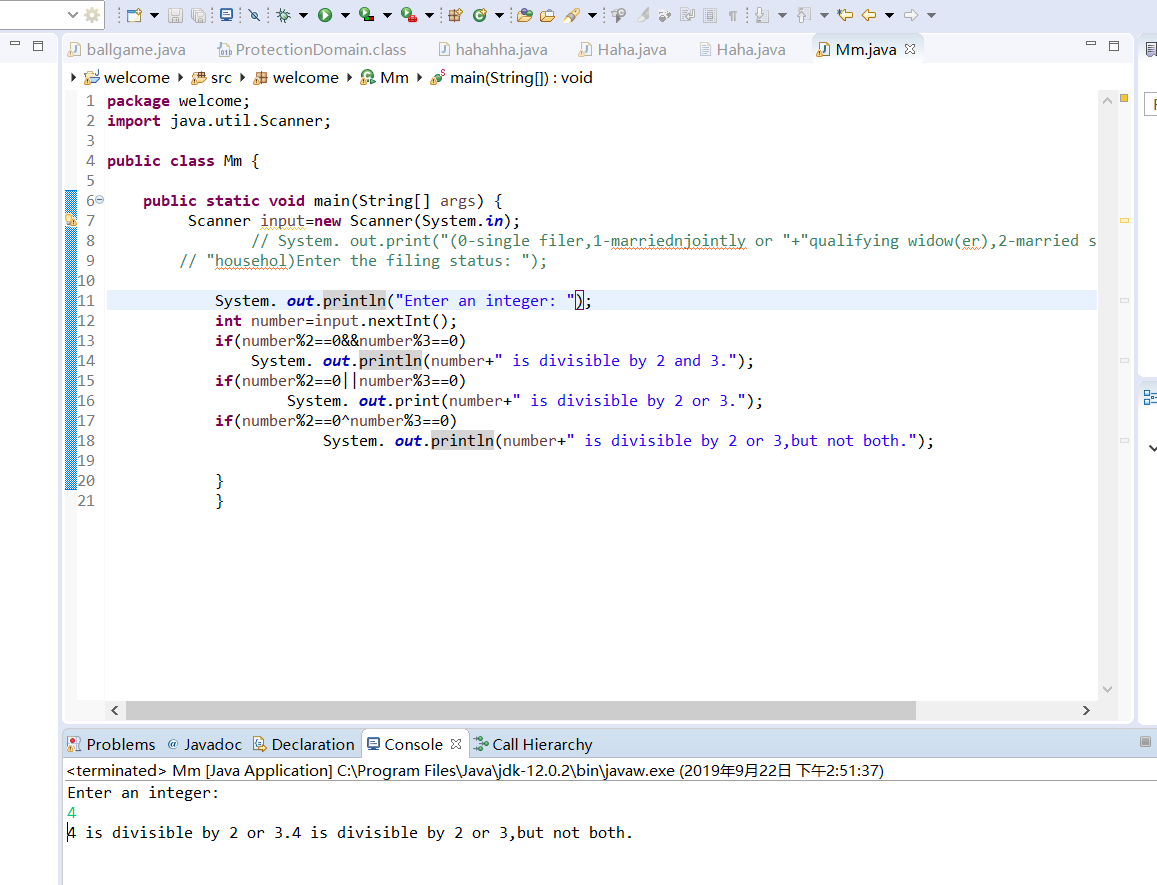 ballgame.java ProtectionDomain.class hahahha.java Haha.java Haha.java Mm.java
welcome src welcome Mm main(String[]) : void
1 package welcome;
2 import java.util.Scanner;
3
4 public class Mm {
5
6 public static void main(String[] args) {
7 Scanner input=new Scanner(System.in);
8 // System. out.print("(0-single filer,1-marriednjointly or "+"qualifying widow(er),2-married s
9 // "househol)Enter the filing status: ");
10
11 System. out.println("Enter an integer: ");
12 int number=input.nextInt();
13 if(number%2==0&&number%3==0)
14 System. out.println(number+" is divisible by 2 and 3.");
15 if(number%2==0||number%3==0)
16 System. out.print(number+" is divisible by 2 or 3.");
17 if(number%2==0^number%3==0)
18 System. out.println(number+" is divisible by 2 or 3,but not both.");
19
20 }
21 }
Problems Javadoc Declaration Console Call Hierarchy
<terminated> Mm [Java Application] C:\Program Files\Java\jdk-12.0.2\bin\javaw.exe (2019年9月22日 下午2:51:37)
Enter an integer:
4
4 is divisible by 2 or 3.4 is divisible by 2 or 3,but not both.